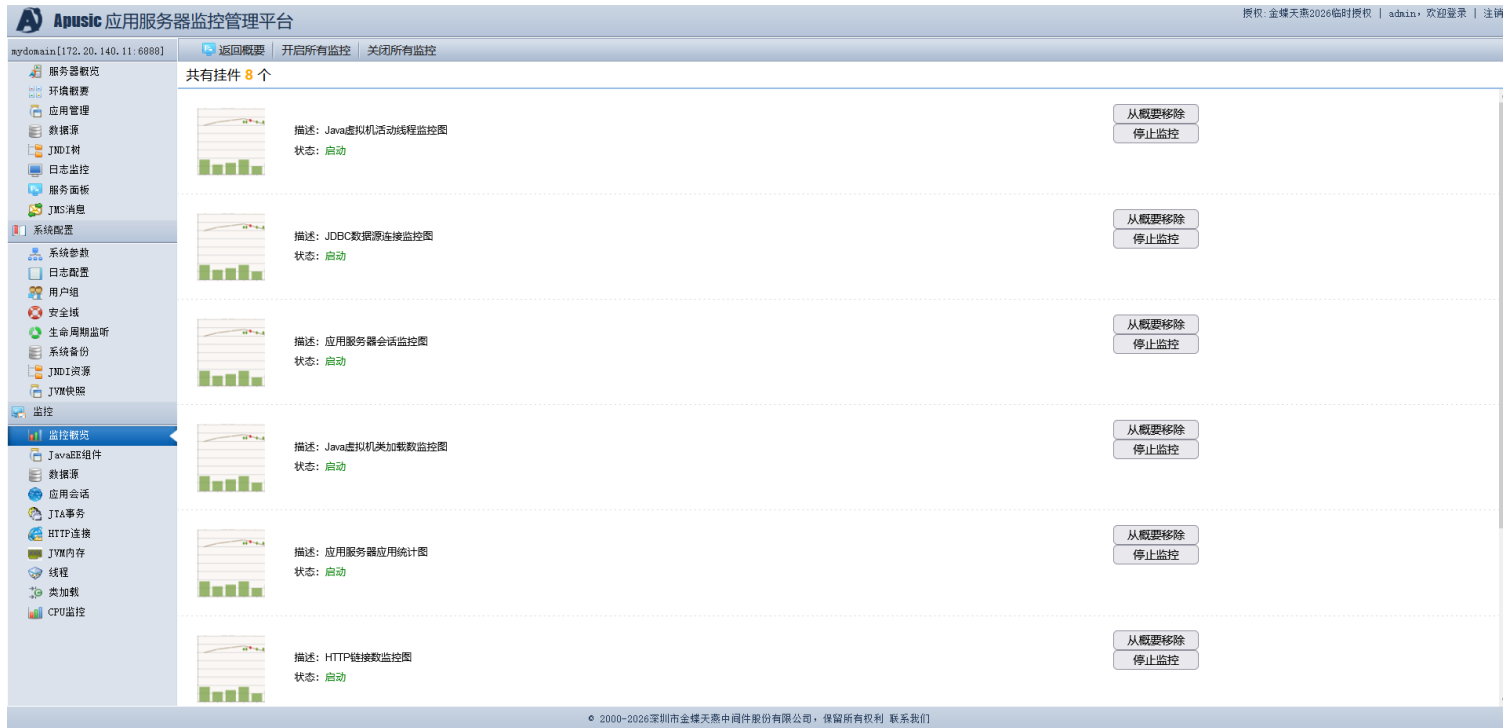 Apusic 应用服务器监控管理平台
授权:金蝶天燕2026临时授权 | admin，欢迎登录 | 注销
mydomain[172.20.140.11:6888]
返回概要 开启所有监控 关闭所有监控
服务器概览
环境概要
应用管理
数据源
JNDI树
日志监控
服务面板
JMS消息
系统配置
系统参数
日志配置
用户组
安全域
生命周期监听
系统备份
JNDI资源
JVM快照
监控
监控概览
JavaEE组件
数据源
应用会话
JTA事务
HTTP连接
JVM内存
线程
类加载
CPU监控
共有挂件 8 个
描述：Java虚拟机活动线程监控图
状态：启动
从概要移除
停止监控
描述：JDBC数据源连接监控图
状态：启动
从概要移除
停止监控
描述：应用服务器会话监控图
状态：启动
从概要移除
停止监控
描述：Java虚拟机类加载数监控图
状态：启动
从概要移除
停止监控
描述：应用服务器应用统计图
状态：启动
从概要移除
停止监控
描述：HTTP链接数监控图
状态：启动
从概要移除
停止监控
© 2000-2026深圳市金蝶天燕中间件股份有限公司，保留所有权利 联系我们